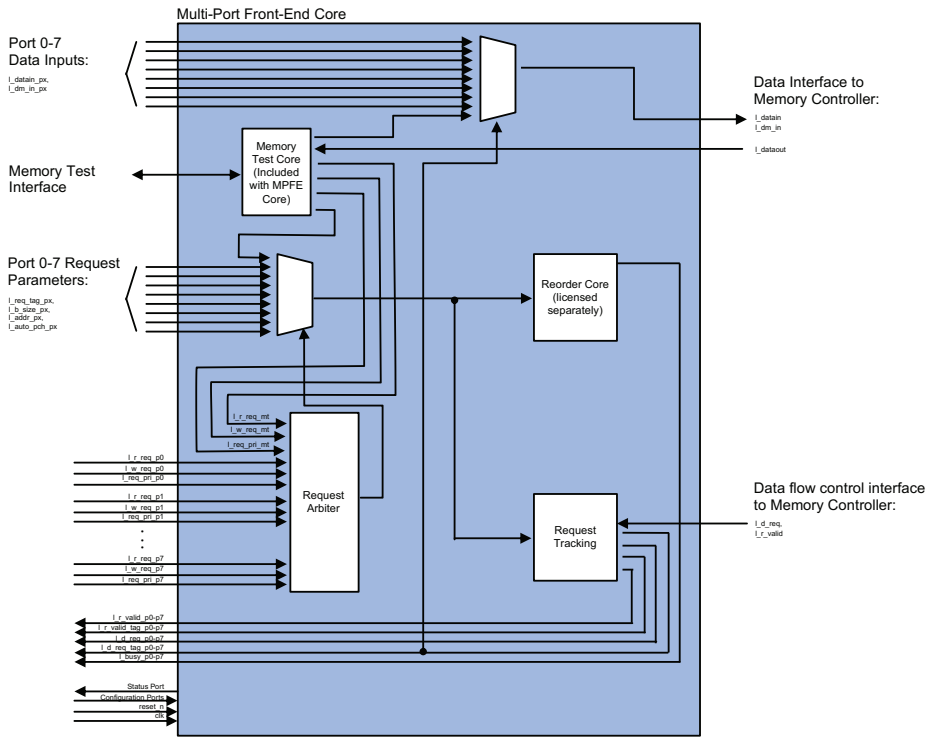 Multi-Port Front-End Core
Port 0-7
Data Inputs:
l_datain_px,
l_dm_in_px
Data Interface to
Memory Controller:
l_datain
l_dm_in
l_dataout
Memory
Test Core
(Included
with MPFE
Core)
Memory Test
Interface
Port 0-7 Request
Parameters:
l_req_tag_px,
l_b_size_px,
l_addr_px,
l_auto_pch_px
Reorder Core
(licensed
separately)
l_r_req_mt
l_w_req_mt
l_req_pri_mt
l_r_req_p0
l_w_req_p0
l_req_pri_p0
l_r_req_p1
l_w_req_p1
l_req_pri_p1
l_r_req_p7
l_w_req_p7
l_req_pri_p7
Request
Arbiter
Request
Tracking
Data flow control interface
to Memory Controller:
l_d_req,
l_r_valid
l_r_valid_p0-p7
l_r_valid_tag_p0-p7
l_d_req_p0-p7
l_d_req_tag_p0-p7
l_busy_p0-p7
Status Port
Configuration Ports
reset_n
clk